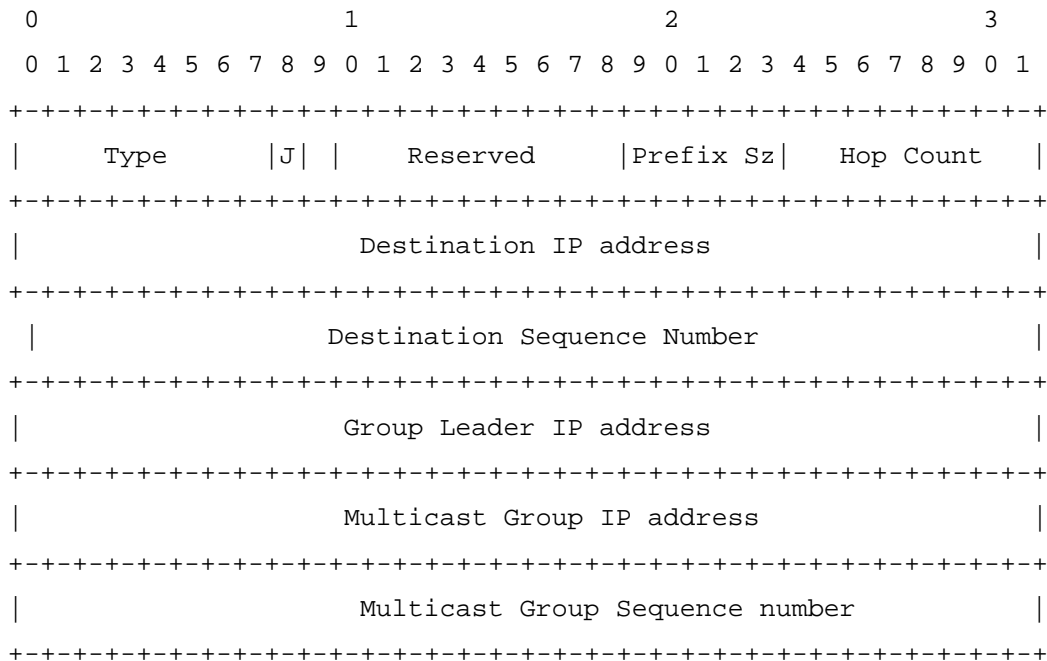 0                   1                   2                   3
 0 1 2 3 4 5 6 7 8 9 0 1 2 3 4 5 6 7 8 9 0 1 2 3 4 5 6 7 8 9 0 1
+-+-+-+-+-+-+-+-+-+-+-+-+-+-+-+-+-+-+-+-+-+-+-+-+-+-+-+-+-+-+-+-+
|     Type      |J| |    Reserved     |Prefix Sz|   Hop Count   |
+-+-+-+-+-+-+-+-+-+-+-+-+-+-+-+-+-+-+-+-+-+-+-+-+-+-+-+-+-+-+-+-+
|                     Destination IP address                    |
+-+-+-+-+-+-+-+-+-+-+-+-+-+-+-+-+-+-+-+-+-+-+-+-+-+-+-+-+-+-+-+-+
 |                  Destination Sequence Number                 |
+-+-+-+-+-+-+-+-+-+-+-+-+-+-+-+-+-+-+-+-+-+-+-+-+-+-+-+-+-+-+-+-+
|                    Group Leader IP address                    |
+-+-+-+-+-+-+-+-+-+-+-+-+-+-+-+-+-+-+-+-+-+-+-+-+-+-+-+-+-+-+-+-+
|                    Multicast Group IP address                 |
+-+-+-+-+-+-+-+-+-+-+-+-+-+-+-+-+-+-+-+-+-+-+-+-+-+-+-+-+-+-+-+-+
|                     Multicast Group Sequence number           |
+-+-+-+-+-+-+-+-+-+-+-+-+-+-+-+-+-+-+-+-+-+-+-+-+-+-+-+-+-+-+-+-+